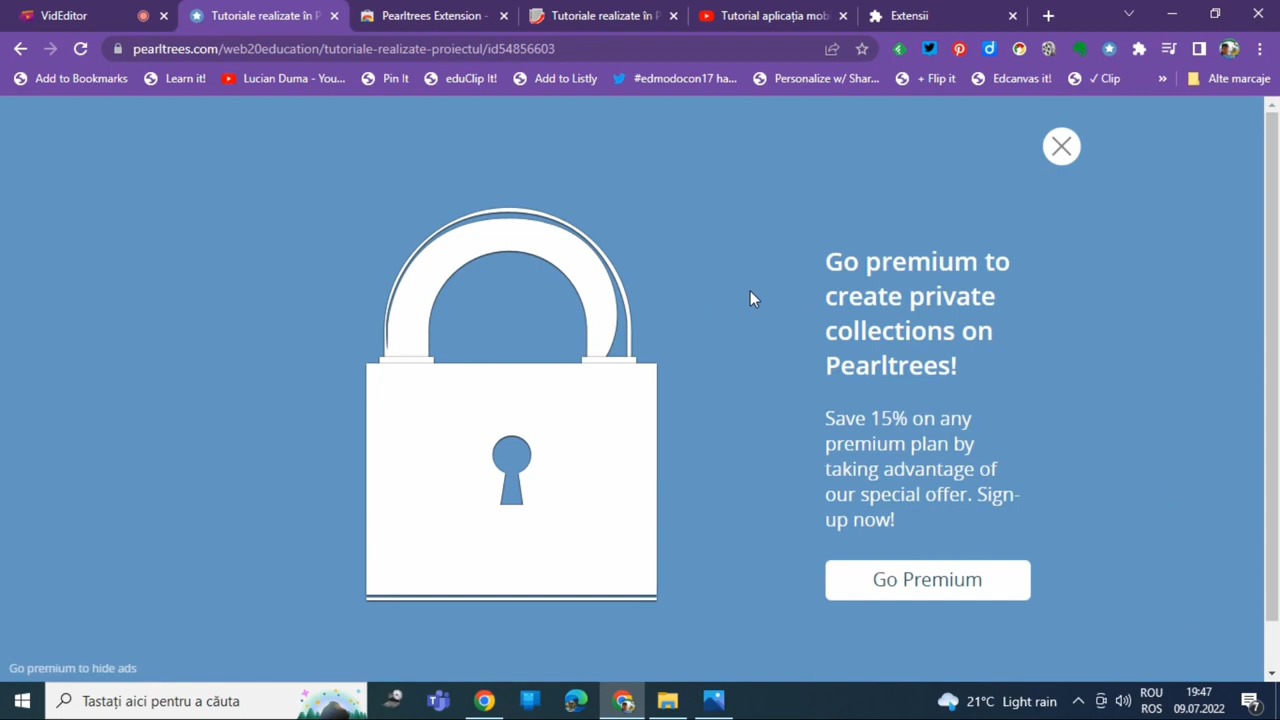 VidEditor
Tutoriale realizate în P
Pearltrees Extension -
Tutoriale realizate în P
Tutorial aplicația mob
Extensii
pearltrees.com/web20education/tutoriale-realizate-proiectul/id54856603
Add to Bookmarks
Learn it!
Lucian Duma - You...
Pin It
eduClip It!
Add to Listly
#edmodocon17 ha...
Personalize w/ Shar...
+ Flip it
Edcanvas it!
✓ Clip
»
Alte marcaje
Go premium to
create private
collections on
Pearltrees!
Save 15% on any
premium plan by
taking advantage of
our special offer. Sign-
up now!
Go Premium
Go premium to hide ads
Tastați aici pentru a căuta
21°C Light rain
ROU
ROS
19:47
09.07.2022
7